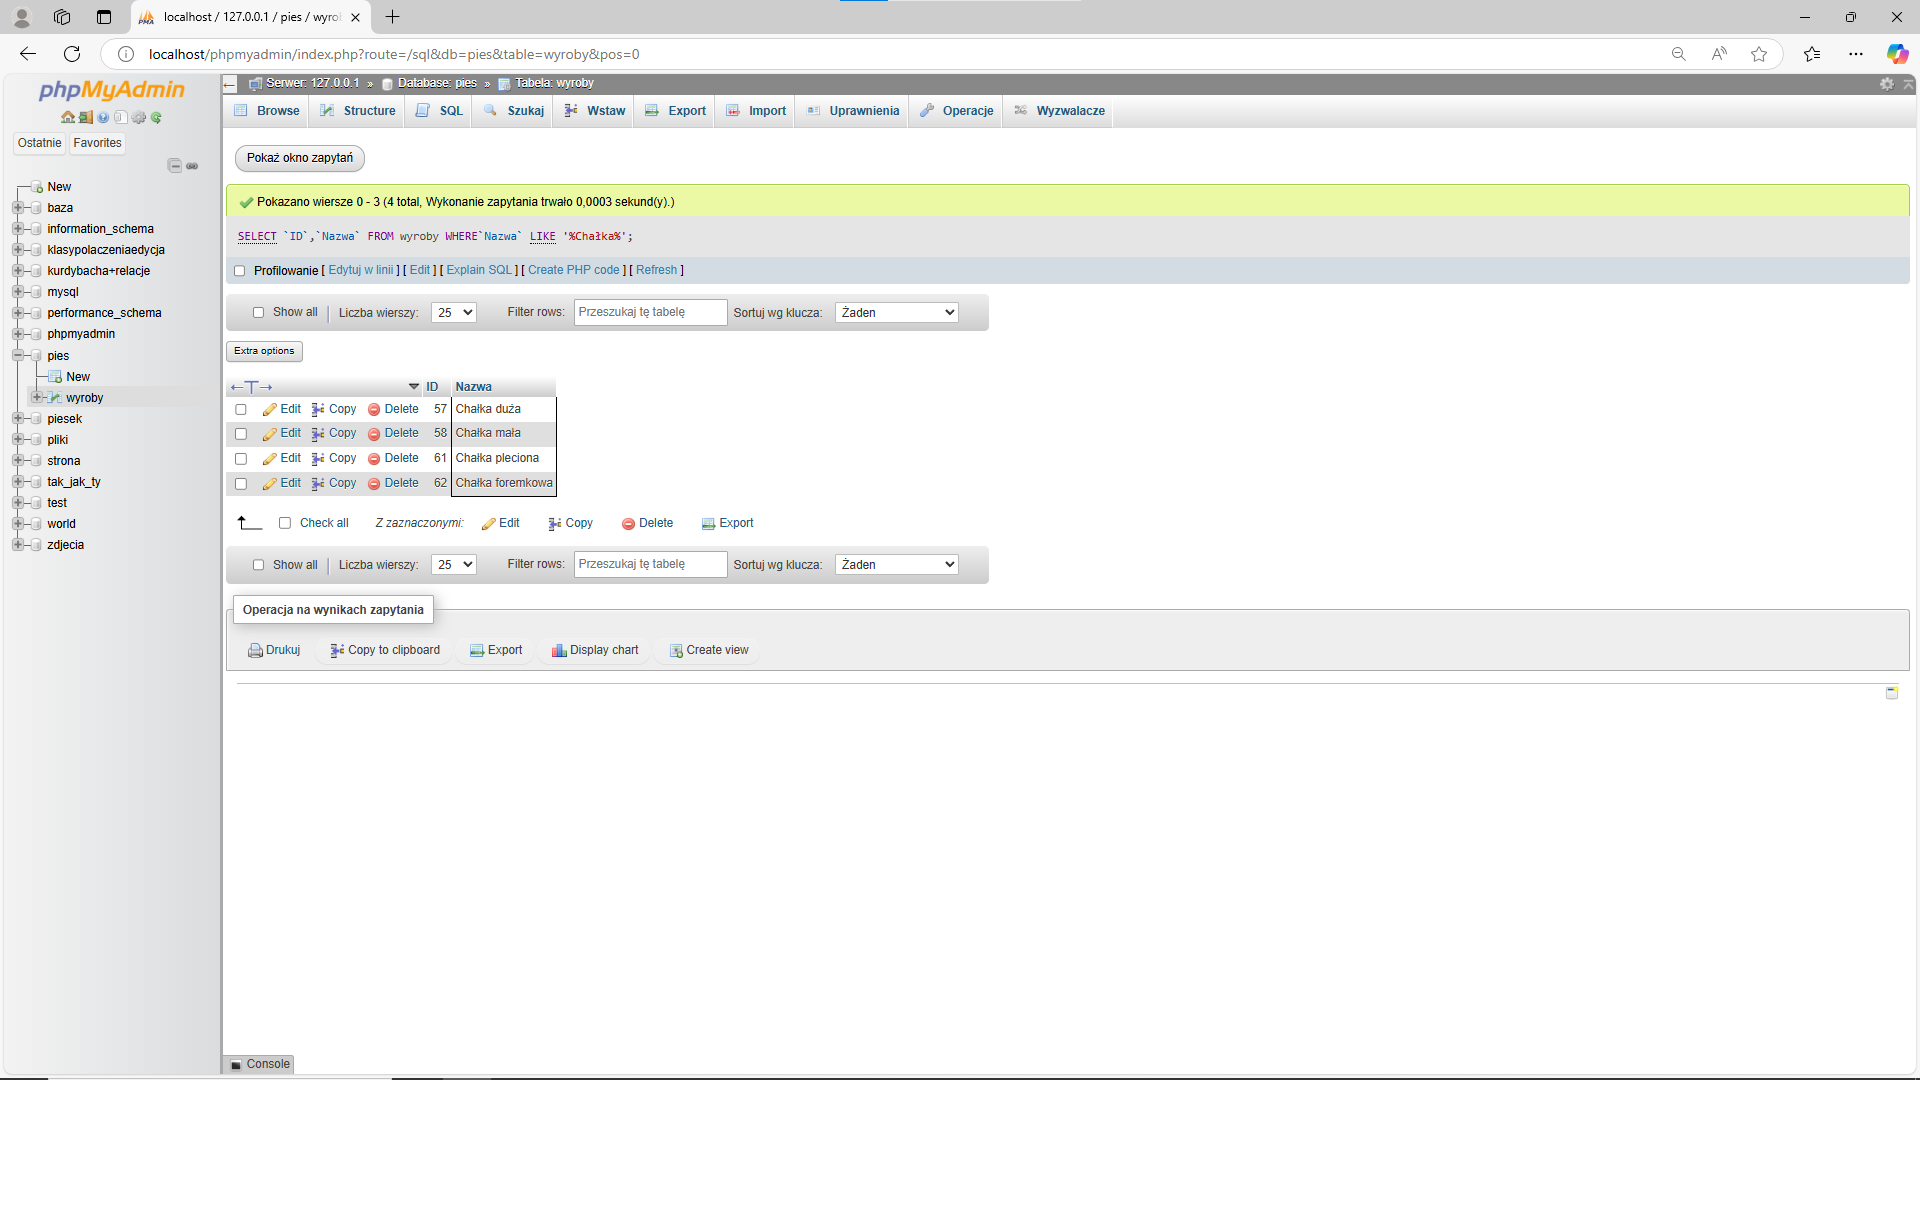 localhost / 127.0.0.1 / pies / wyro
localhost/phpmyadmin/index.php?route=/sql&db=pies&table=wyroby&pos=0
phpMyAdmin
Ostatnie Favorites
New
baza
information_schema
klasypolaczeniaedycja
kurdybacha+relacje
mysql
performance_schema
phpmyadmin
pies
New
wyroby
piesek
pliki
strona
tak_jak_ty
test
world
zdjecia
Serwer: 127.0.0.1 » Database: pies » Tabela: wyroby
Browse Structure SQL Szukaj Wstaw Export Import Uprawnienia Operacje Wyzwalacze
Pokaż okno zapytań
Pokazano wiersze 0 - 3 (4 total, Wykonanie zapytania trwało 0,0003 sekund(y).)
SELECT `ID`,`Nazwa` FROM wyroby WHERE`Nazwa` LIKE '%Chałka%';
Profilowanie [ Edytuj w linii ] [ Edit ] [ Explain SQL ] [ Create PHP code ] [ Refresh ]
Show all Liczba wierszy: 25 Filter rows: Przeszukaj tę tabelę Sortuj wg klucza: Żaden
Extra options
←T→ ID Nazwa
Edit Copy Delete 57 Chałka duża
Edit Copy Delete 58 Chałka mała
Edit Copy Delete 61 Chałka pleciona
Edit Copy Delete 62 Chałka foremkowa
Check all Z zaznaczonymi: Edit Copy Delete Export
Show all Liczba wierszy: 25 Filter rows: Przeszukaj tę tabelę Sortuj wg klucza: Żaden
Operacja na wynikach zapytania
Drukuj Copy to clipboard Export Display chart Create view
Console